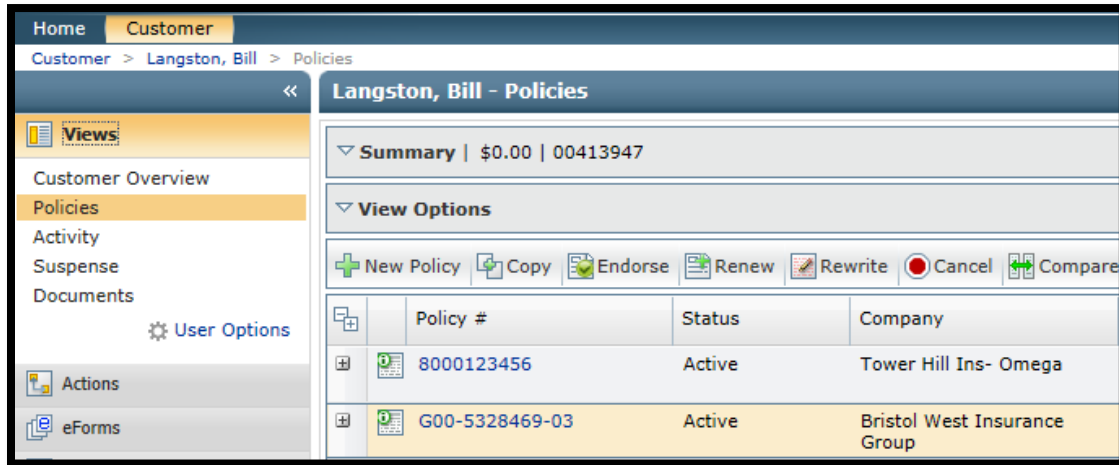 Home Customer
Customer > Langston, Bill > Policies
« Langston, Bill - Policies
Views
Summary | $0.00 | 00413947
Customer Overview
Policies
View Options
Activity
Suspense
New Policy Copy Endorse Renew Rewrite Cancel Compare
Documents
User Options
Policy # Status Company
8000123456 Active Tower Hill Ins- Omega
Actions
eForms
G00-5328469-03 Active Bristol West Insurance
Group